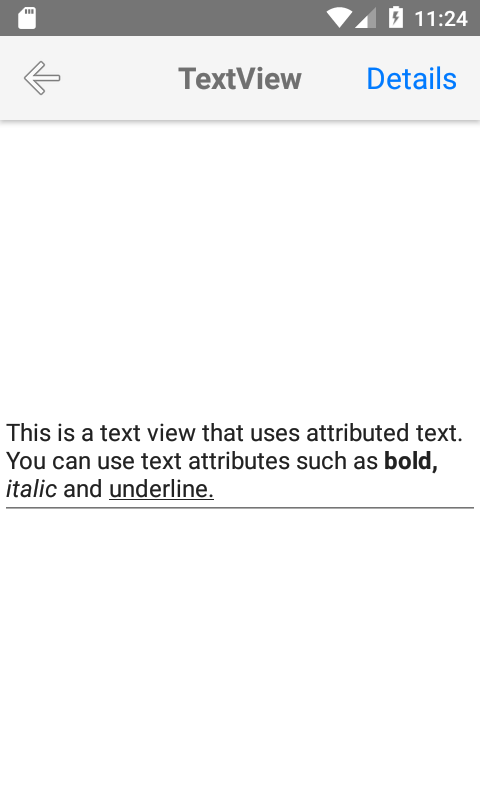 11:24
TextView
Details
This is a text view that uses attributed text.
You can use text attributes such as bold,
italic and underline.